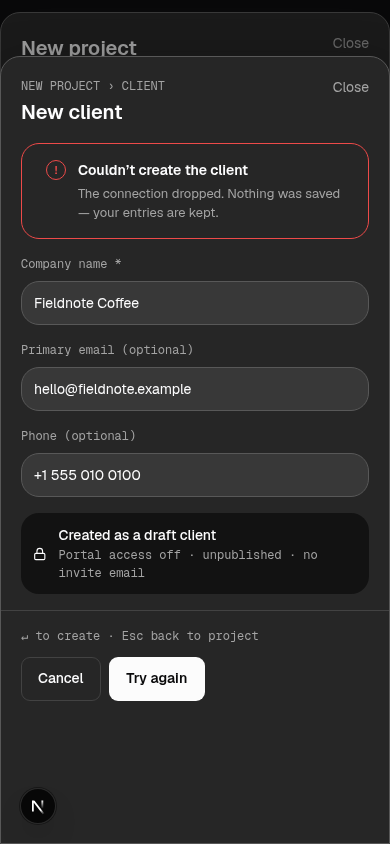 New project
Close
NEW PROJECT › CLIENT
Close
New client
!
Couldn’t create the client
The connection dropped. Nothing was saved
— your entries are kept.
Company name *
Fieldnote Coffee
Primary email (optional)
hello@fieldnote.example
Phone (optional)
+1 555 010 0100
Created as a draft client
Portal access off · unpublished · no
invite email
↵ to create · Esc back to project
Cancel
Try again
N